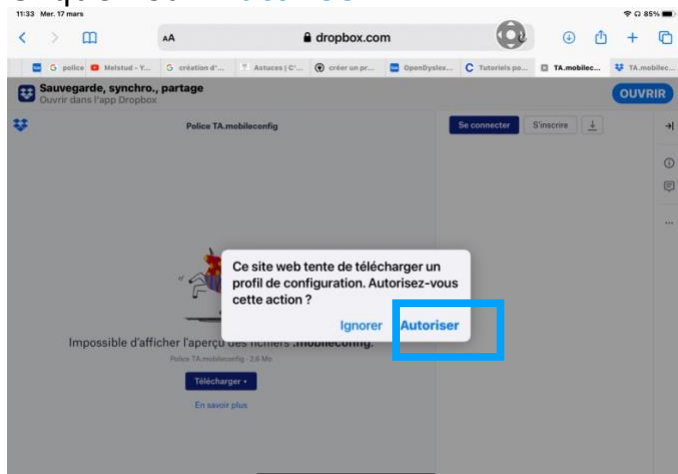 11:33 Mer. 17 mars
85%
AA
dropbox.com
police
Melstud - Y...
création d'...
Astuces | C'...
créer un pr...
OpenDyslex...
Tutoriels po...
TA.mobilec...
TA.mobilec...
Sauvegarde, synchro., partage
Ouvrir dans l'app Dropbox
OUVRIR
Police TA.mobileconfig
Se connecter
S'inscrire
Ce site web tente de télécharger un
profil de configuration. Autorisez-vous
cette action ?
Ignorer
Autoriser
Impossible d'afficher l'aperçu des fichiers .mobileconfig.
Police TA.mobileconfig · 2,6 Mo
Télécharger
En savoir plus